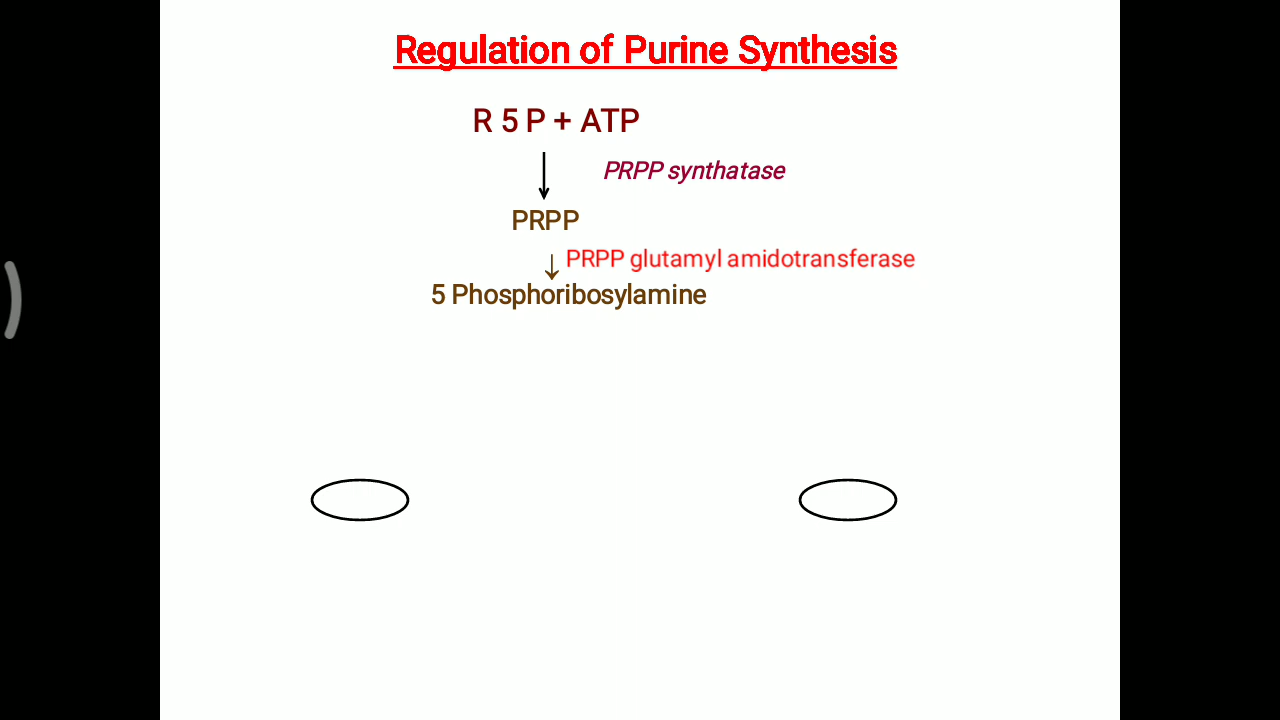 Regulation of Purine Synthesis
R 5 P + ATP
PRPP synthatase
PRPP
↓ PRPP glutamyl amidotransferase
5 Phosphoribosylamine